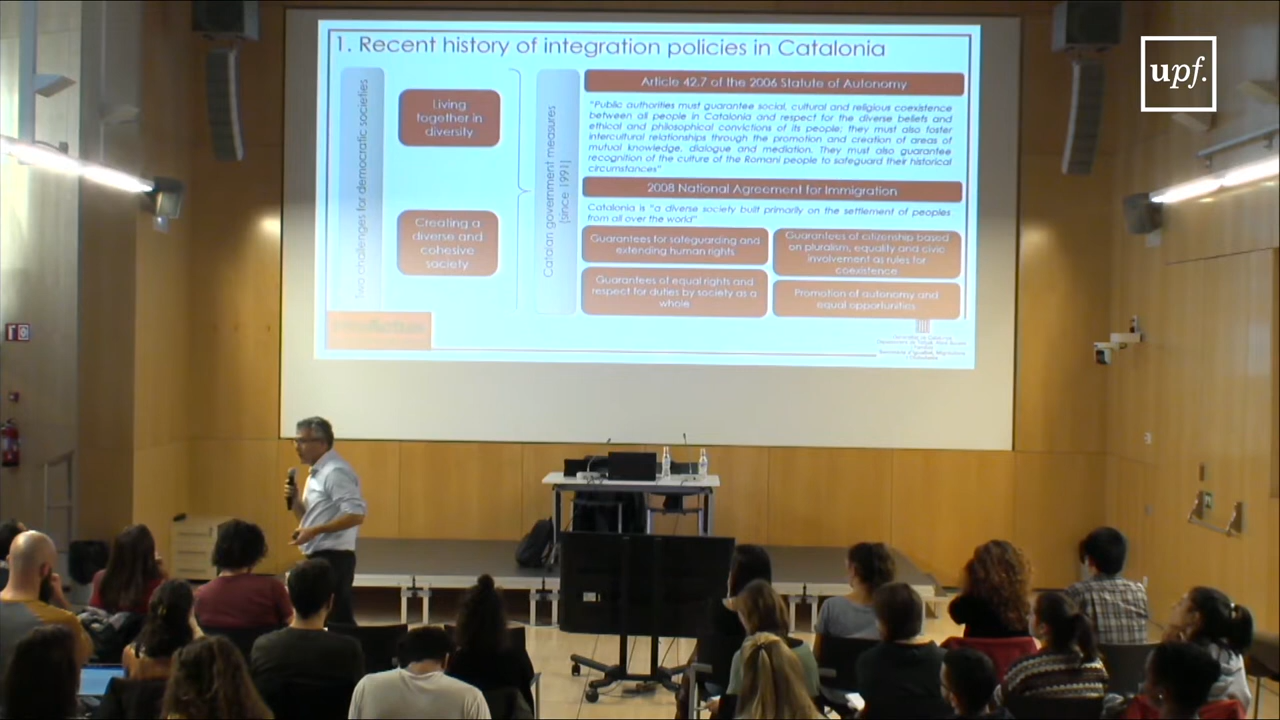 1. Recent history of integration policies in Catalonia
upf.
Two challenges for democratic societies
Living
together in
diversity
Creating a
diverse and
cohesive
society
Catalan government measures
(since 1991)
Article 42.7 of the 2006 Statute of Autonomy
"Public authorities must guarantee social, cultural and religious coexistence
between all people in Catalonia and respect for the diverse beliefs and
ethical and philosophical convictions of its people; they must also foster
intercultural relationships through the promotion and creation of areas of
mutual knowledge, dialogue and mediation. They must also guarantee
recognition of the culture of the Romani people to safeguard their historical
circumstances"
2008 National Agreement for Immigration
Catalonia is "a diverse society built primarily on the settlement of peoples
from all over the world"
Guarantees for safeguarding and
extending human rights
Guarantees of citizenship based
on pluralism, equality and civic
involvement as rules for
coexistence
Guarantees of equal rights and
respect for duties by society as a
whole
Promotion of autonomy and
equal opportunities